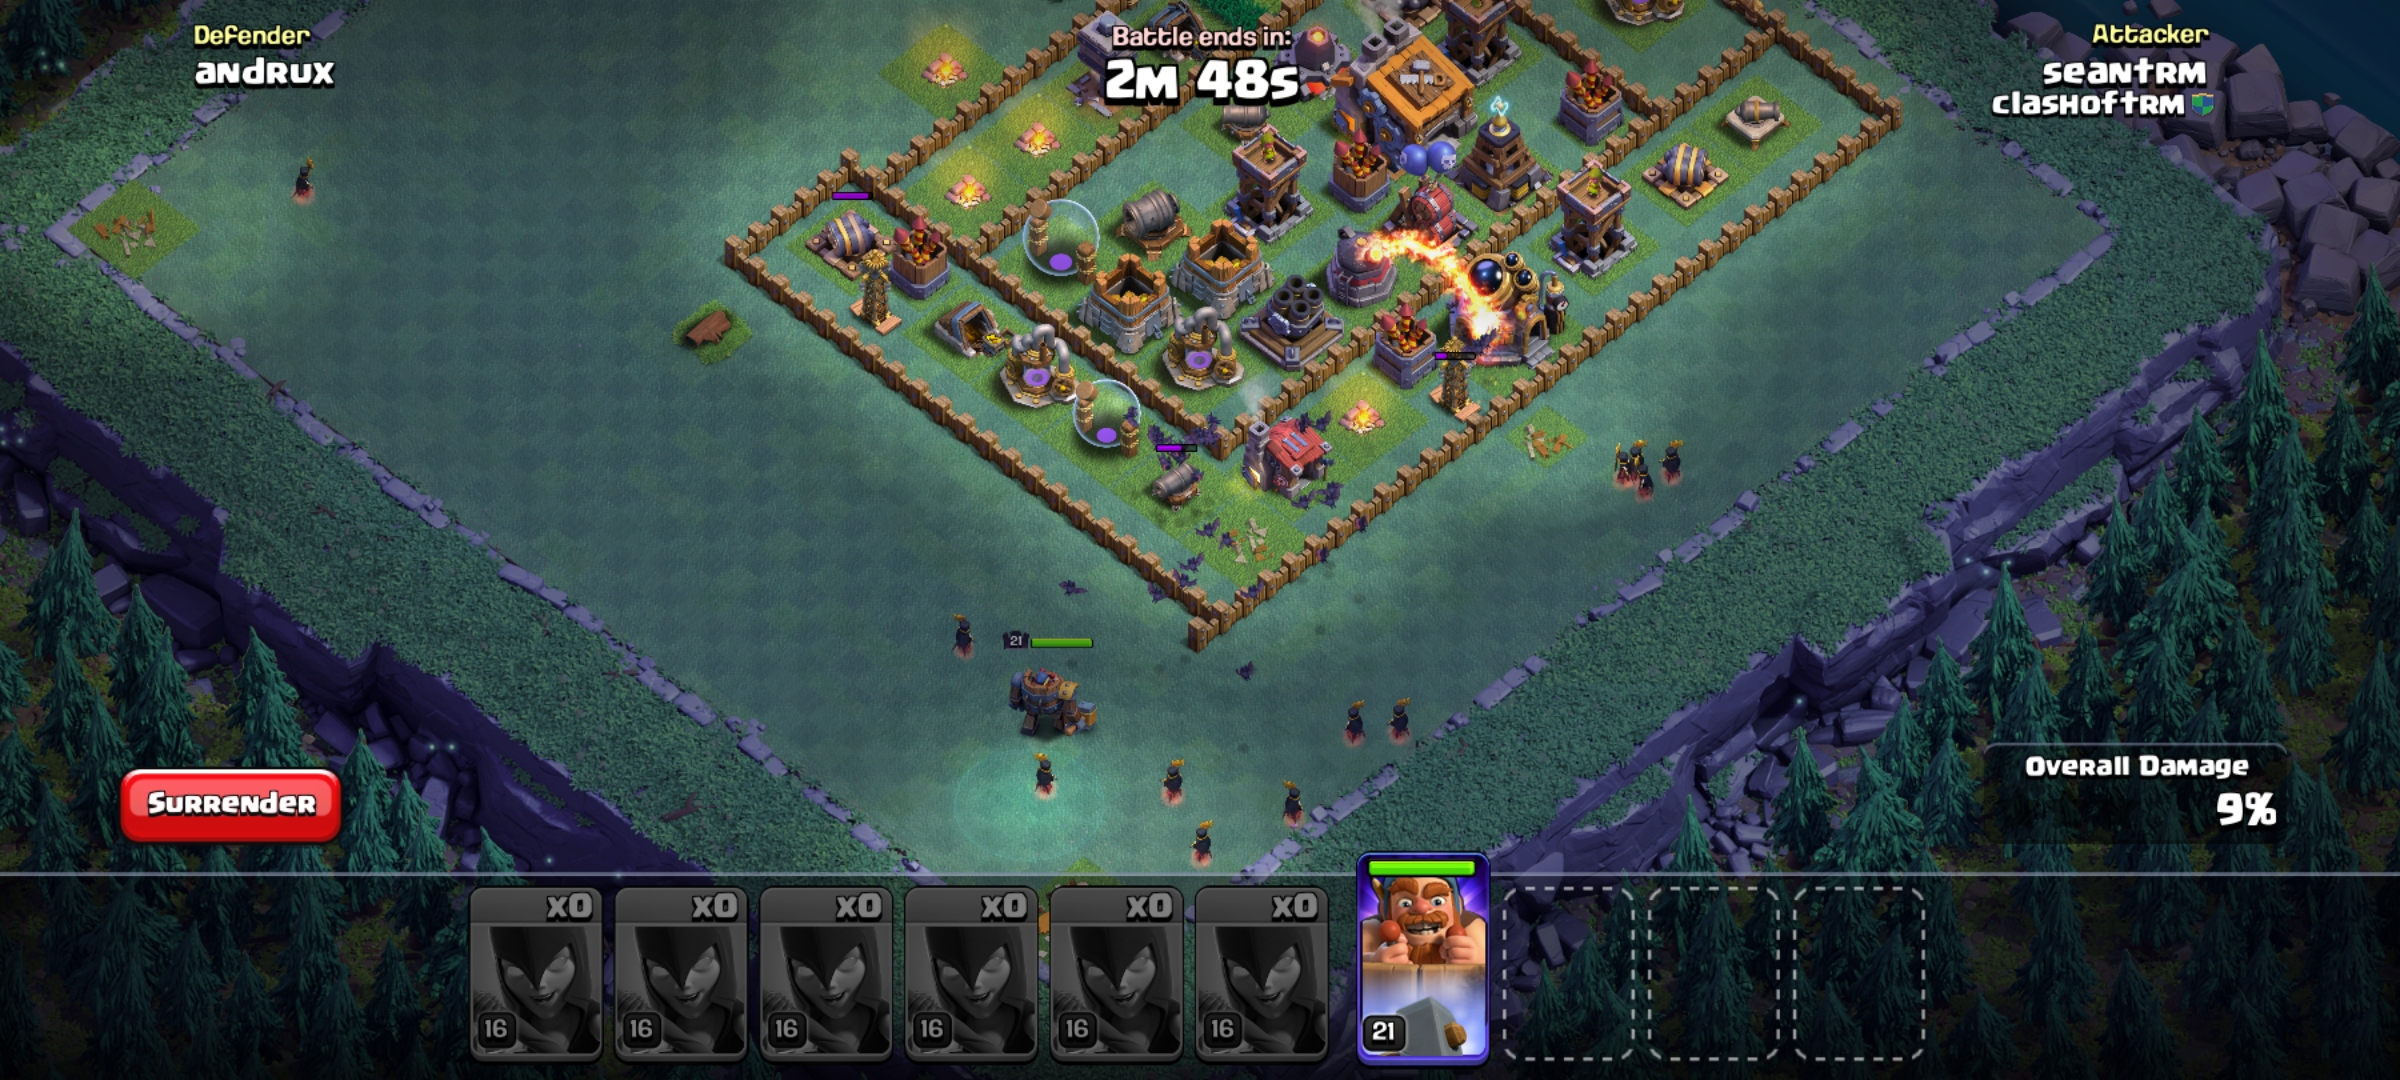 Defender
andrux
Battle ends in:
2m 48s
Attacker
seantrm
clashoftrm
21
Surrender
Overall Damage
9%
x0
x0
x0
x0
x0
x0
16
16
16
16
16
16
21